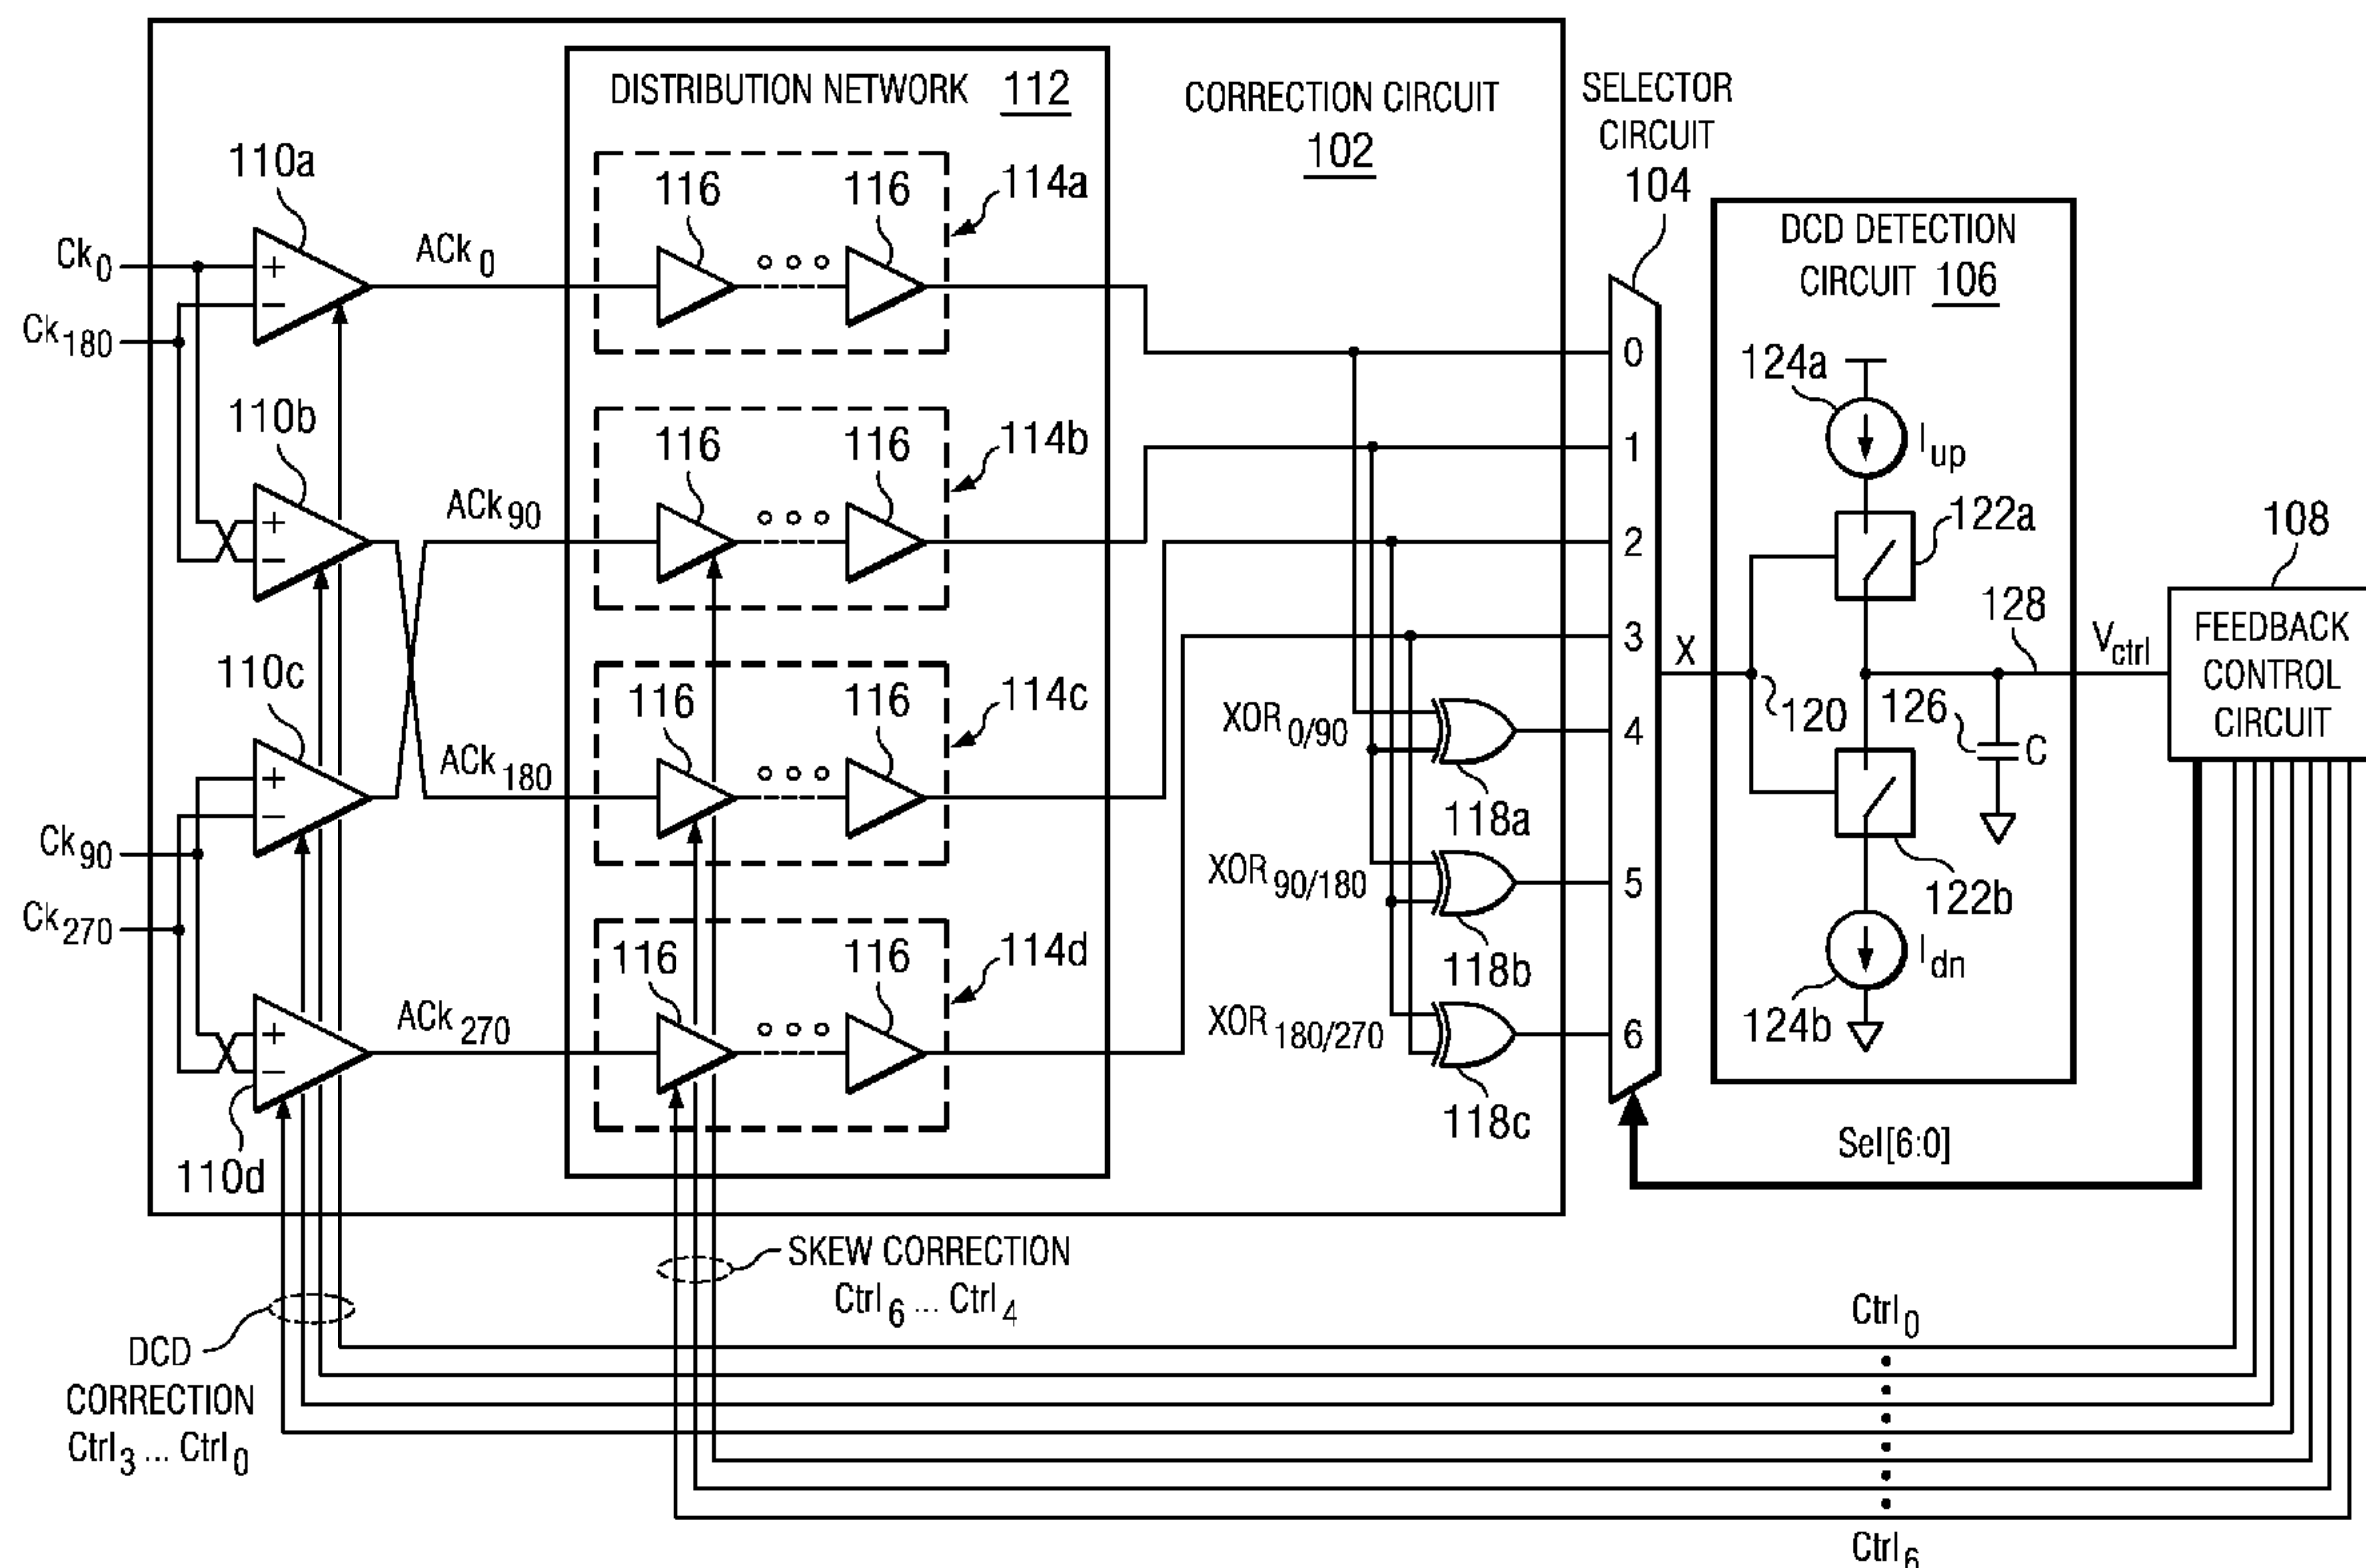 DISTRIBUTION NETWORK 112
CORRECTION CIRCUIT
102
SELECTOR
CIRCUIT
104
DCD DETECTION
CIRCUIT 106
110a
Ck0
Ck180
+
−
ACk0
116
116
114a
110b
+
−
ACk90
116
116
114b
110c
Ck90
Ck270
+
−
ACk180
116
116
114c
110d
+
−
ACk270
116
116
114d
0
1
2
3
4
5
6
XOR0/90
118a
XOR90/180
118b
XOR180/270
118c
X
120
124a
Iup
122a
128
126
C
122b
Idn
124b
Vctrl
108
FEEDBACK
CONTROL
CIRCUIT
Sel[6:0]
SKEW CORRECTION
Ctrl6 ... Ctrl4
DCD
CORRECTION
Ctrl3 ... Ctrl0
Ctrl0
Ctrl6